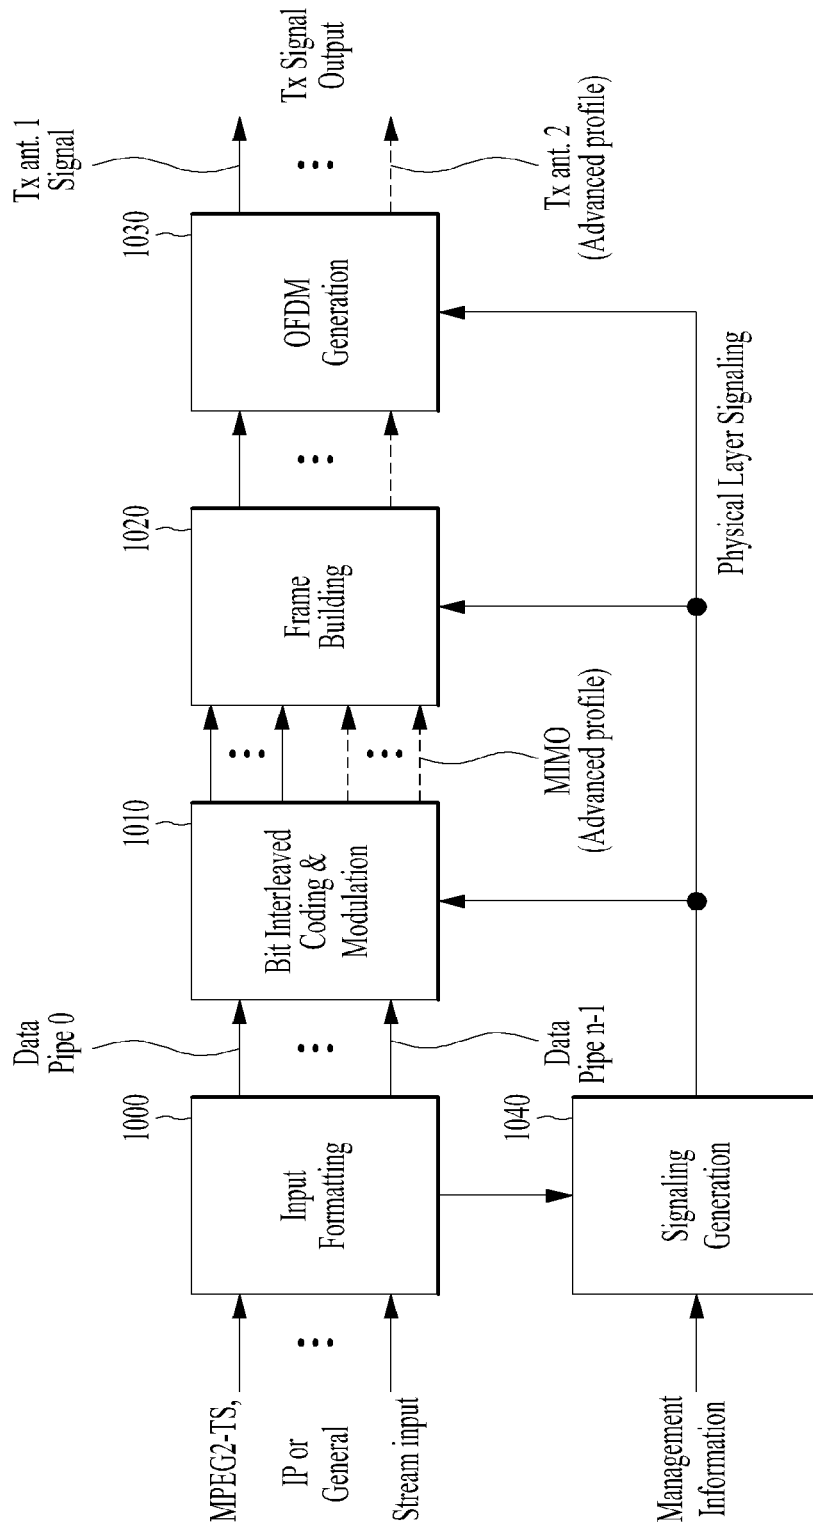 MPEG2-TS,
IP or
General
Stream input
Management
Information
1000
Input
Formatting
1040
Signaling
Generation
Data
Pipe 0
Data
Pipe n-1
1010
Bit Interleaved
Coding &
Modulation
MIMO
(Advanced profile)
1020
Frame
Building
Physical Layer Signaling
1030
OFDM
Generation
Tx ant. 1
Signal
Tx Signal
Output
Tx ant. 2
(Advanced profile)